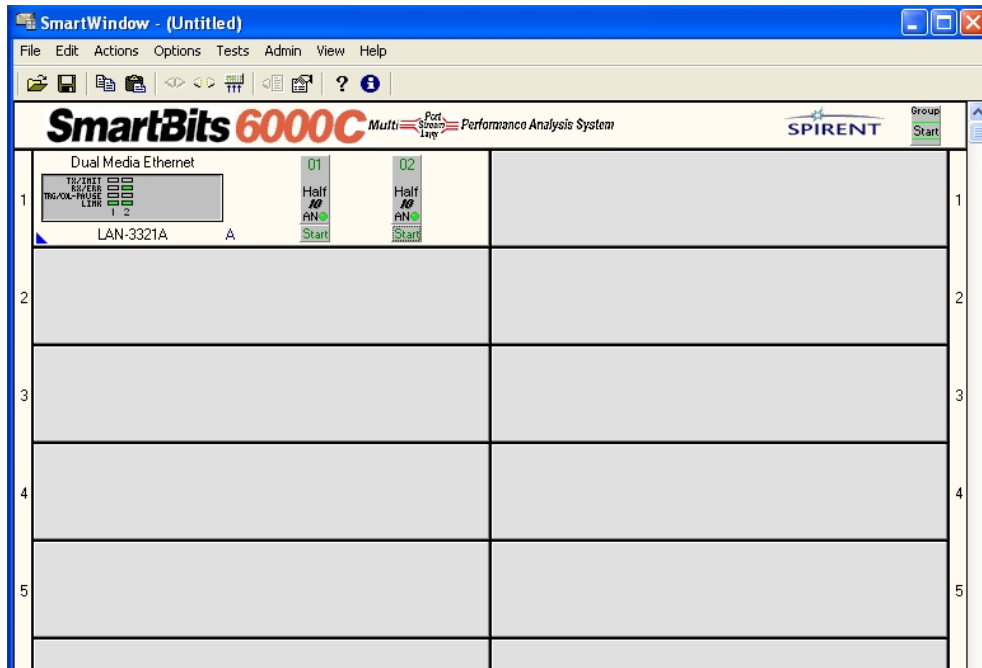 SmartWindow - (Untitled)
File Edit Actions Options Tests Admin View Help
SmartBits 6000C Multi Port Stream Layer Performance Analysis System
SPIRENT
Group
Start
Dual Media Ethernet
TX/INIT
RX/ERR
TRG/COL-PAUSE
LINK
1 2
LAN-3321A A
01
Half
10
AN
Start
02
Half
10
AN
Start
1 1
2 2
3 3
4 4
5 5